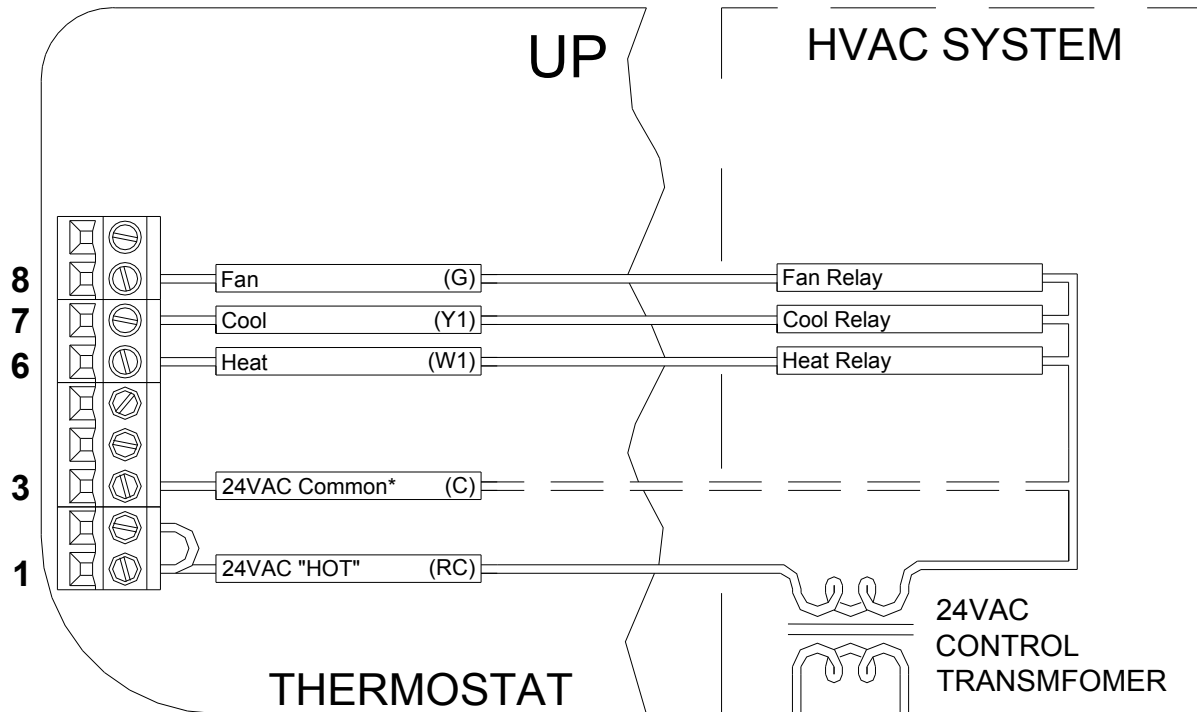 UP
HVAC SYSTEM
8 Fan (G) Fan Relay
7 Cool (Y1) Cool Relay
6 Heat (W1) Heat Relay
3 24VAC Common* (C)
1 24VAC "HOT" (RC)
24VAC
CONTROL
TRANSMFOMER
THERMOSTAT